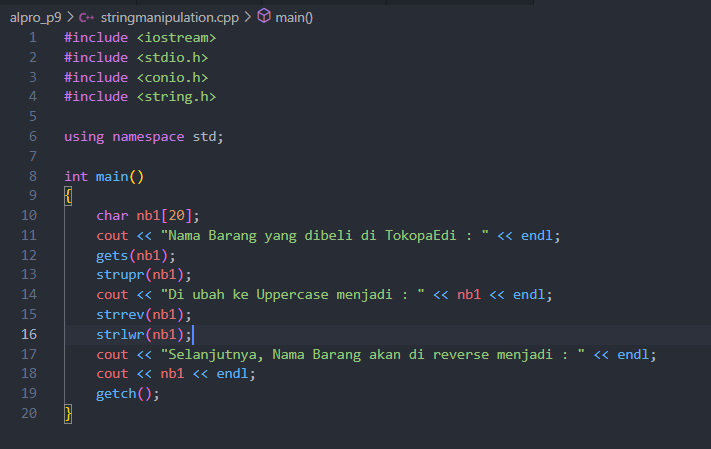 alpro_p9 > C++ stringmanipulation.cpp > main()
1 #include <iostream>
2 #include <stdio.h>
3 #include <conio.h>
4 #include <string.h>
5
6 using namespace std;
7
8 int main()
9 {
10     char nb1[20];
11     cout << "Nama Barang yang dibeli di TokopaEdi : " << endl;
12     gets(nb1);
13     strupr(nb1);
14     cout << "Di ubah ke Uppercase menjadi : " << nb1 << endl;
15     strrev(nb1);
16     strlwr(nb1);
17     cout << "Selanjutnya, Nama Barang akan di reverse menjadi : " << endl;
18     cout << nb1 << endl;
19     getch();
20 }